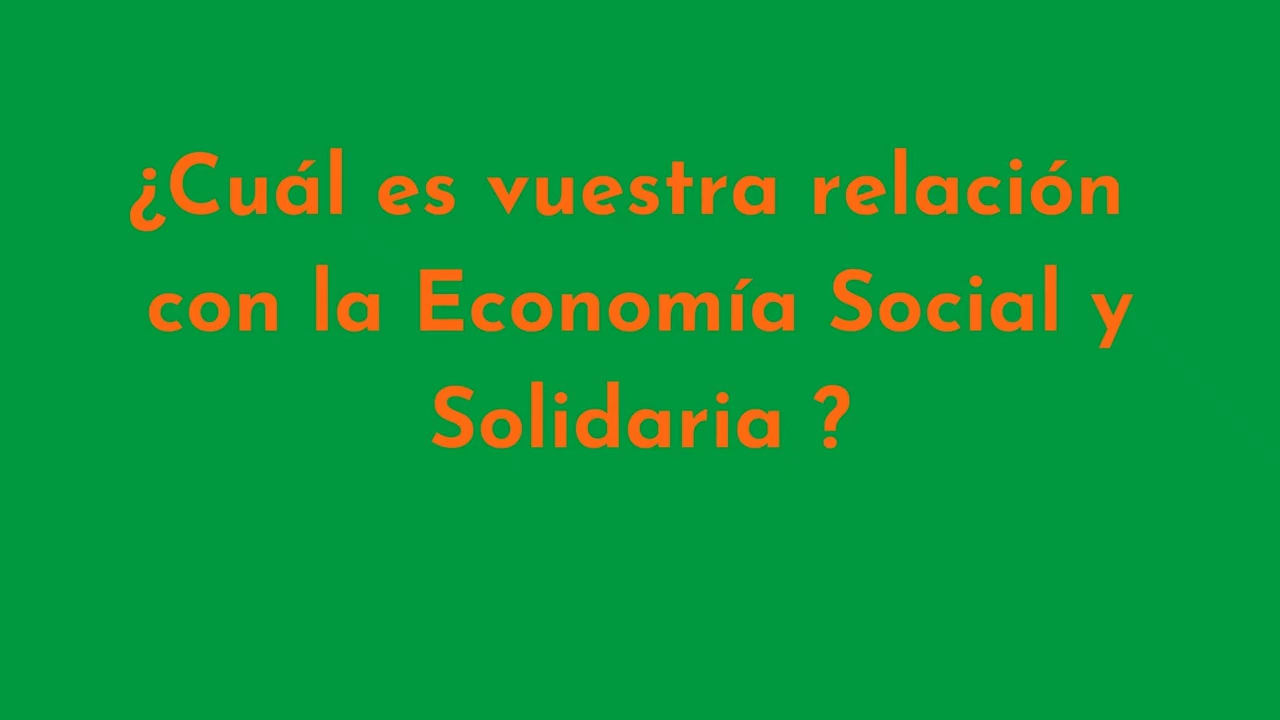 ¿Cuál es vuestra relación
con la Economía Social y
Solidaria ?